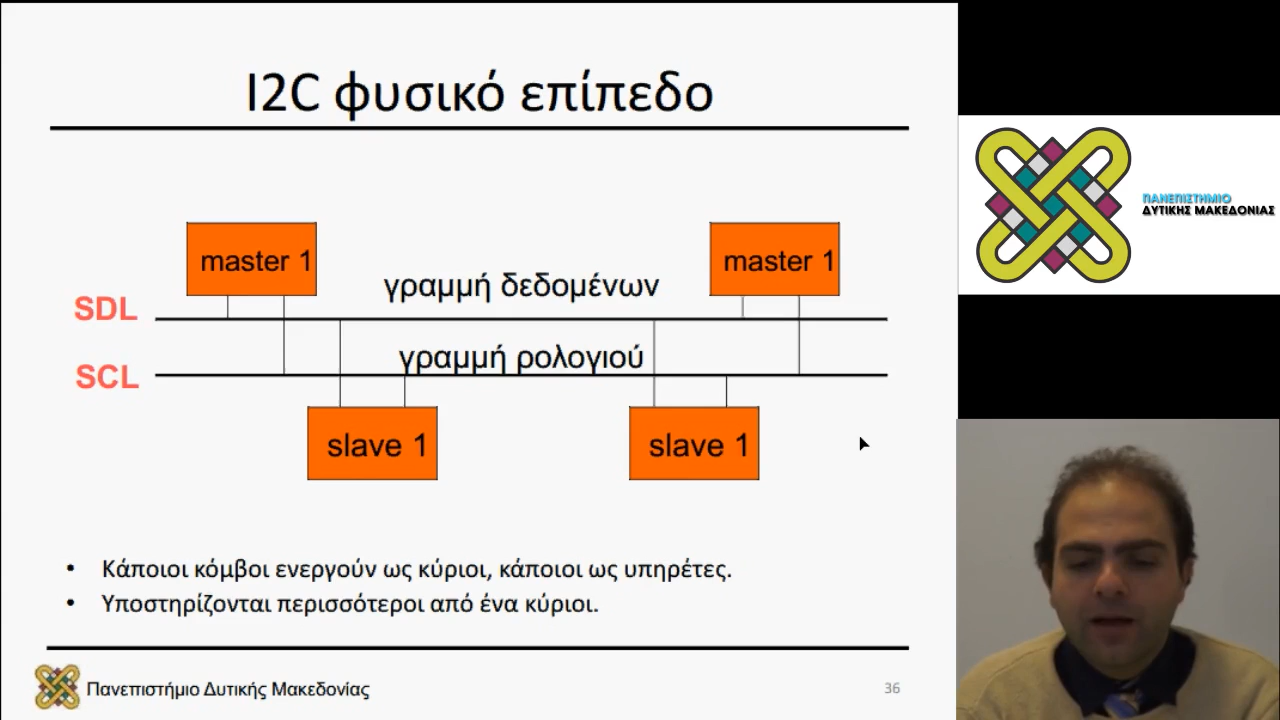 I2C φυσικό επίπεδο
master 1
master 1
γραμμή δεδομένων
SDL
γραμμή ρολογιού
SCL
slave 1
slave 1
• Κάποιοι κόμβοι ενεργούν ως κύριοι, κάποιοι ως υπηρέτες.
• Υποστηρίζονται περισσότεροι από ένα κύριοι.
Πανεπιστήμιο Δυτικής Μακεδονίας
36
ΠΑΝΕΠΙΣΤΗΜΙΟ
ΔΥΤΙΚΗΣ ΜΑΚΕΔΟΝΙΑΣ